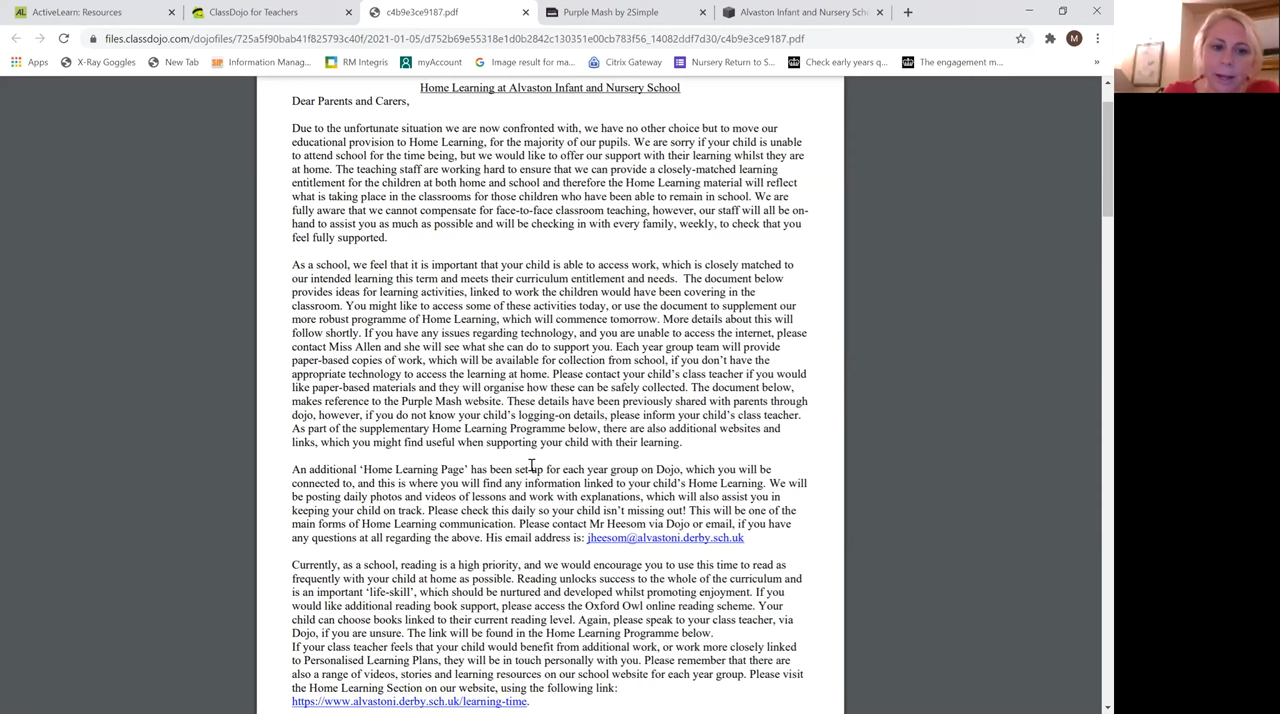 ActiveLearn: Resources
ClassDojo for Teachers
c4b9e3ce9187.pdf
Purple Mash by 2Simple
Alvaston Infant and Nursery Sch
files.classdojo.com/dojofiles/725a5f90bab41f825793c40f/2021-01-05/d752b69e55318e1d0b2842c130351e00cb783f56_14082ddf7d30/c4b9e3ce9187.pdf
M
Apps
X-Ray Goggles
New Tab
Information Manag...
RM Integris
myAccount
Image result for ma...
Citrix Gateway
Nursery Return to S...
Check early years q...
The engagement m...
»
Home Learning at Alvaston Infant and Nursery School
Dear Parents and Carers,
Due to the unfortunate situation we are now confronted with, we have no other choice but to move our
educational provision to Home Learning, for the majority of our pupils. We are sorry if your child is unable
to attend school for the time being, but we would like to offer our support with their learning whilst they are
at home. The teaching staff are working hard to ensure that we can provide a closely-matched learning
entitlement for the children at both home and school and therefore the Home Learning material will reflect
what is taking place in the classrooms for those children who have been able to remain in school. We are
fully aware that we cannot compensate for face-to-face classroom teaching, however, our staff will all be on-
hand to assist you as much as possible and will be checking in with every family, weekly, to check that you
feel fully supported.
As a school, we feel that it is important that your child is able to access work, which is closely matched to
our intended learning this term and meets their curriculum entitlement and needs. The document below
provides ideas for learning activities, linked to work the children would have been covering in the
classroom. You might like to access some of these activities today, or use the document to supplement our
more robust programme of Home Learning, which will commence tomorrow. More details about this will
follow shortly. If you have any issues regarding technology, and you are unable to access the internet, please
contact Miss Allen and she will see what she can do to support you. Each year group team will provide
paper-based copies of work, which will be available for collection from school, if you don't have the
appropriate technology to access the learning at home. Please contact your child's class teacher if you would
like paper-based materials and they will organise how these can be safely collected. The document below,
makes reference to the Purple Mash website. These details have been previously shared with parents through
dojo, however, if you do not know your child's logging-on details, please inform your child's class teacher.
As part of the supplementary Home Learning Programme below, there are also additional websites and
links, which you might find useful when supporting your child with their learning.
An additional 'Home Learning Page' has been set-up for each year group on Dojo, which you will be
connected to, and this is where you will find any information linked to your child's Home Learning. We will
be posting daily photos and videos of lessons and work with explanations, which will also assist you in
keeping your child on track. Please check this daily so your child isn't missing out! This will be one of the
main forms of Home Learning communication. Please contact Mr Heesom via Dojo or email, if you have
any questions at all regarding the above. His email address is: jheesom@alvastoni.derby.sch.uk
Currently, as a school, reading is a high priority, and we would encourage you to use this time to read as
frequently with your child at home as possible. Reading unlocks success to the whole of the curriculum and
is an important 'life-skill', which should be nurtured and developed whilst promoting enjoyment. If you
would like additional reading book support, please access the Oxford Owl online reading scheme. Your
child can choose books linked to their current reading level. Again, please speak to your class teacher, via
Dojo, if you are unsure. The link will be found in the Home Learning Programme below.
If your class teacher feels that your child would benefit from additional work, or work more closely linked
to Personalised Learning Plans, they will be in touch personally with you. Please remember that there are
also a range of videos, stories and learning resources on our school website for each year group. Please visit
the Home Learning Section on our website, using the following link:
https://www.alvastoni.derby.sch.uk/learning-time.